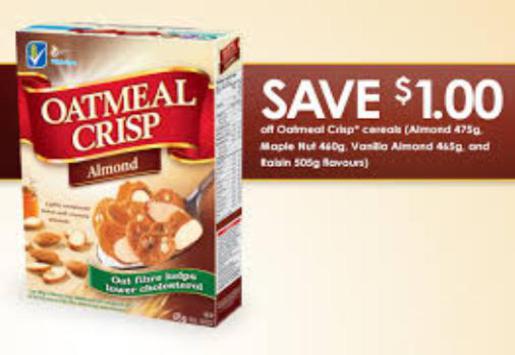 OATMEAL
CRISP
Almond
Oat fibre helps
lower cholesterol
SAVE $1.00
off Oatmeal Crisp* cereals (Almond 475g,
Maple Nut 460g, Vanilla Almond 465g, and
Raisin 505g flavours)